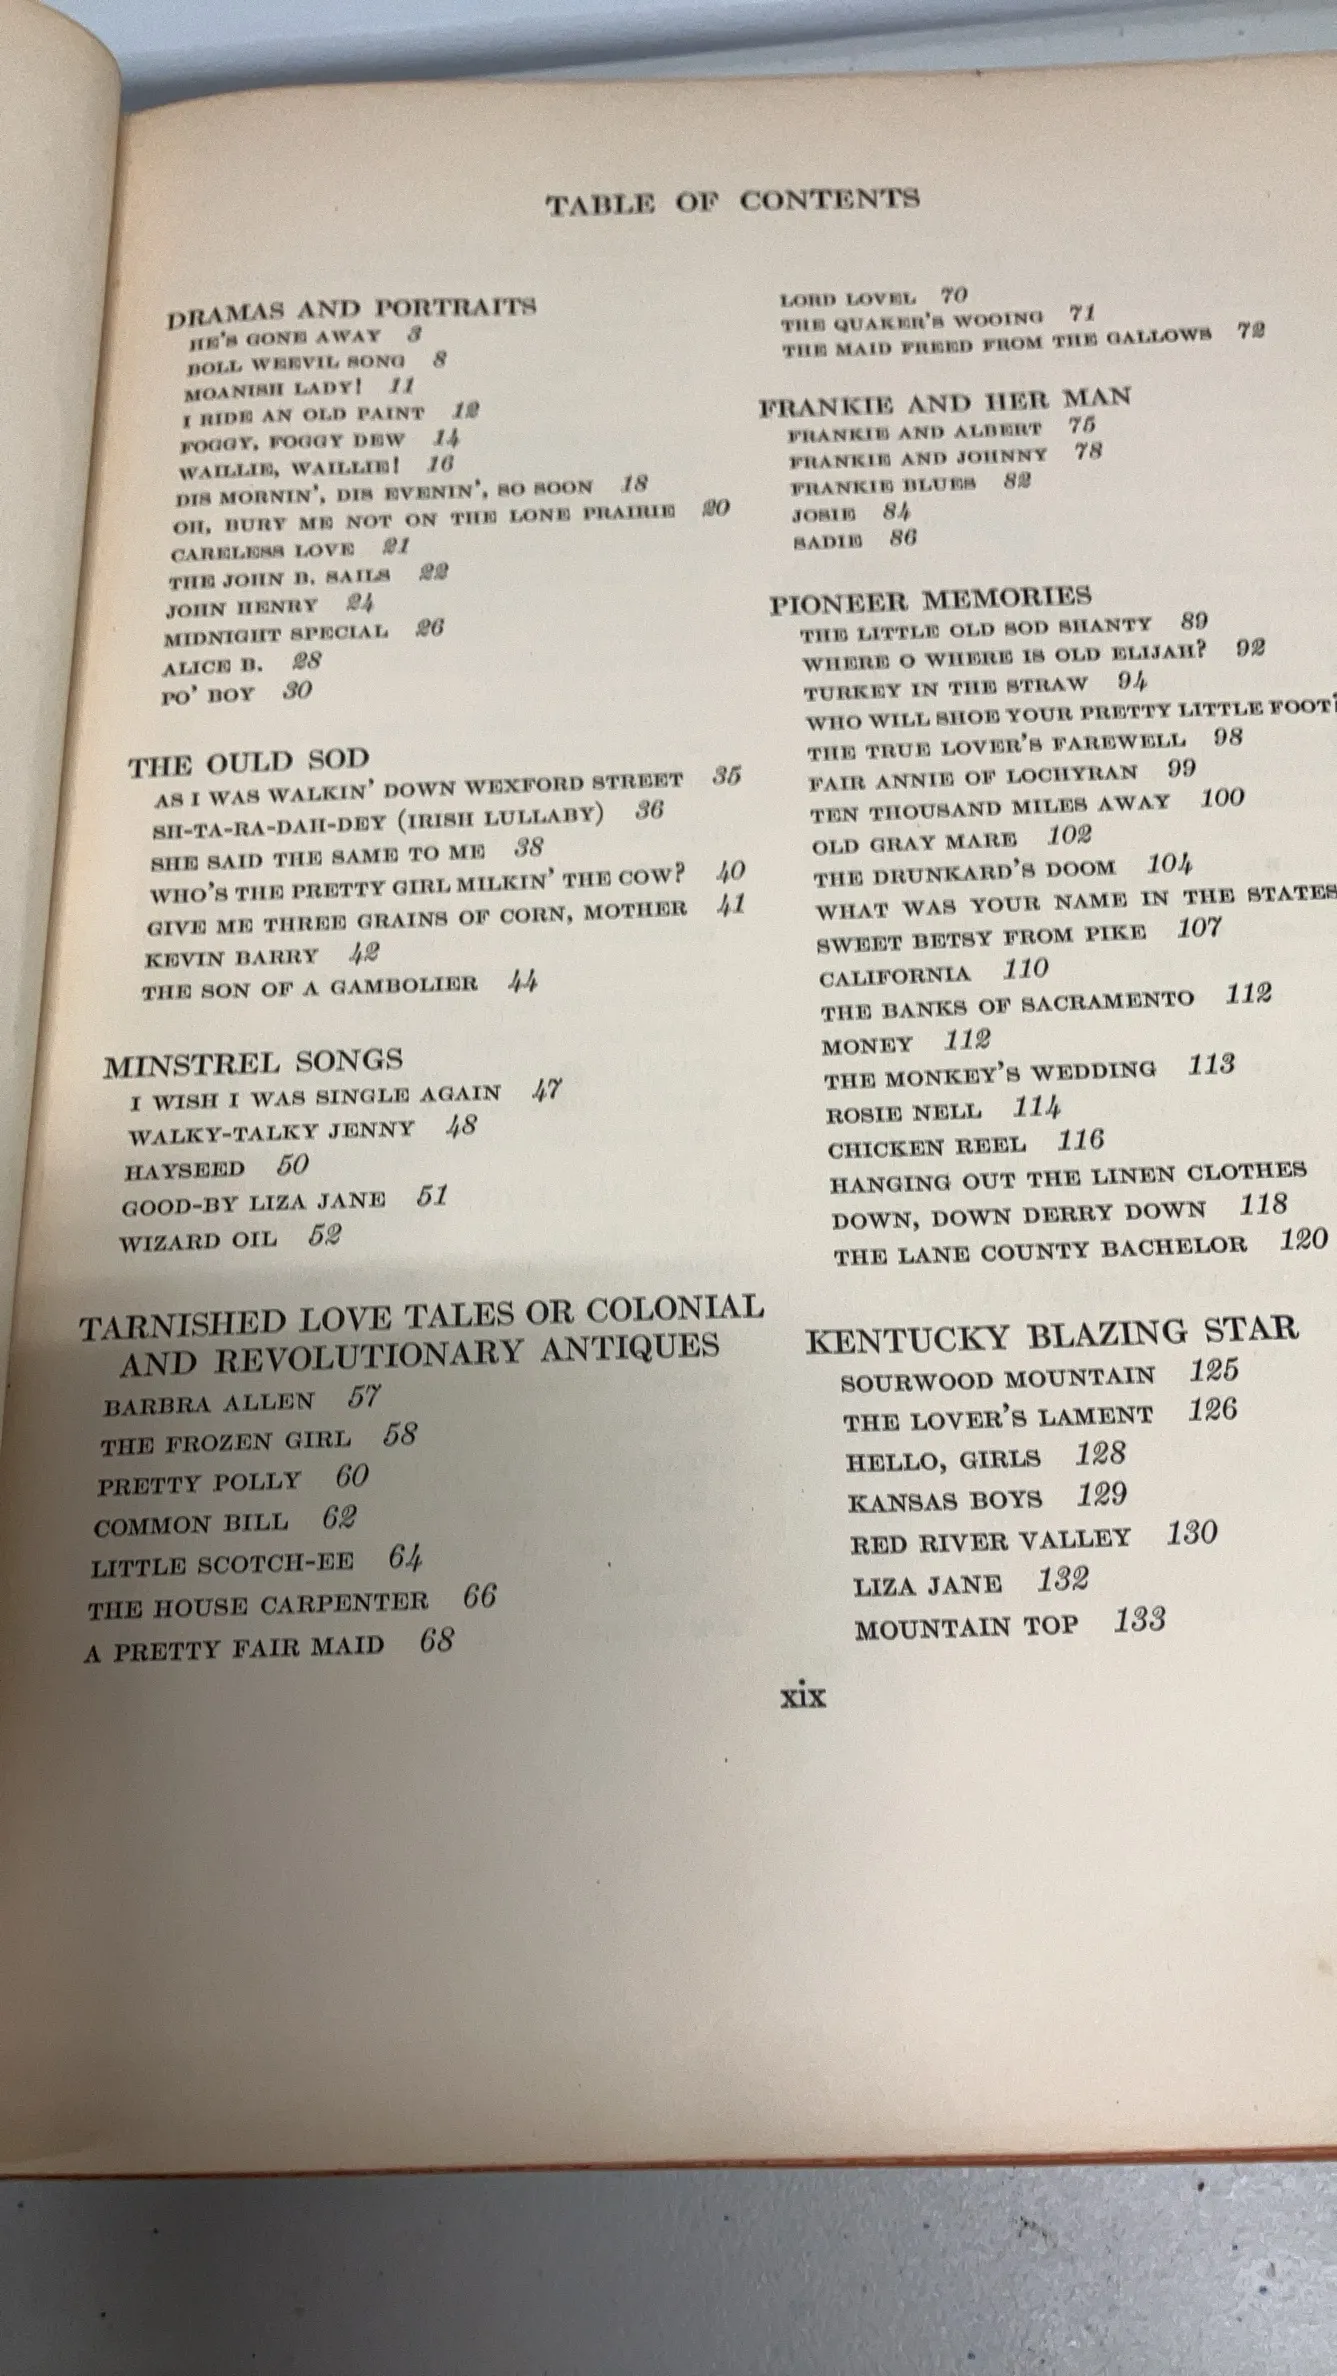 TABLE OF CONTENTS
DRAMAS AND PORTRAITS
HE'S GONE AWAY 3
BOLL WEEVIL SONG 8
MOANISH LADY! 11
I RIDE AN OLD PAINT 12
FOGGY, FOGGY DEW 14
WAILLIE, WAILLIE! 16
DIS MORNIN', DIS EVENIN', SO SOON 18
OH, BURY ME NOT ON THE LONE PRAIRIE 20
CARELESS LOVE 21
THE JOHN B. SAILS 22
JOHN HENRY 24
MIDNIGHT SPECIAL 26
ALICE B. 28
PO' BOY 30
THE OULD SOD
AS I WAS WALKIN' DOWN WEXFORD STREET 35
SH-TA-RA-DAH-DEY (IRISH LULLABY) 36
SHE SAID THE SAME TO ME 38
WHO'S THE PRETTY GIRL MILKIN' THE COW? 40
GIVE ME THREE GRAINS OF CORN, MOTHER 41
KEVIN BARRY 42
THE SON OF A GAMBOLIER 44
MINSTREL SONGS
I WISH I WAS SINGLE AGAIN 47
WALKY-TALKY JENNY 48
HAYSEED 50
GOOD-BY LIZA JANE 51
WIZARD OIL 52
TARNISHED LOVE TALES OR COLONIAL
AND REVOLUTIONARY ANTIQUES
BARBRA ALLEN 57
THE FROZEN GIRL 58
PRETTY POLLY 60
COMMON BILL 62
LITTLE SCOTCH-EE 64
THE HOUSE CARPENTER 66
A PRETTY FAIR MAID 68
LORD LOVEL 70
THE QUAKER'S WOOING 71
THE MAID FREED FROM THE GALLOWS 72
FRANKIE AND HER MAN
FRANKIE AND ALBERT 75
FRANKIE AND JOHNNY 78
FRANKIE BLUES 82
JOSIE 84
SADIE 86
PIONEER MEMORIES
THE LITTLE OLD SOD SHANTY 89
WHERE O WHERE IS OLD ELIJAH? 92
TURKEY IN THE STRAW 94
WHO WILL SHOE YOUR PRETTY LITTLE FOOT?
THE TRUE LOVER'S FAREWELL 98
FAIR ANNIE OF LOCHYRAN 99
TEN THOUSAND MILES AWAY 100
OLD GRAY MARE 102
THE DRUNKARD'S DOOM 104
WHAT WAS YOUR NAME IN THE STATES
SWEET BETSY FROM PIKE 107
CALIFORNIA 110
THE BANKS OF SACRAMENTO 112
MONEY 112
THE MONKEY'S WEDDING 113
ROSIE NELL 114
CHICKEN REEL 116
HANGING OUT THE LINEN CLOTHES
DOWN, DOWN DERRY DOWN 118
THE LANE COUNTY BACHELOR 120
KENTUCKY BLAZING STAR
SOURWOOD MOUNTAIN 125
THE LOVER'S LAMENT 126
HELLO, GIRLS 128
KANSAS BOYS 129
RED RIVER VALLEY 130
LIZA JANE 132
MOUNTAIN TOP 133
xix